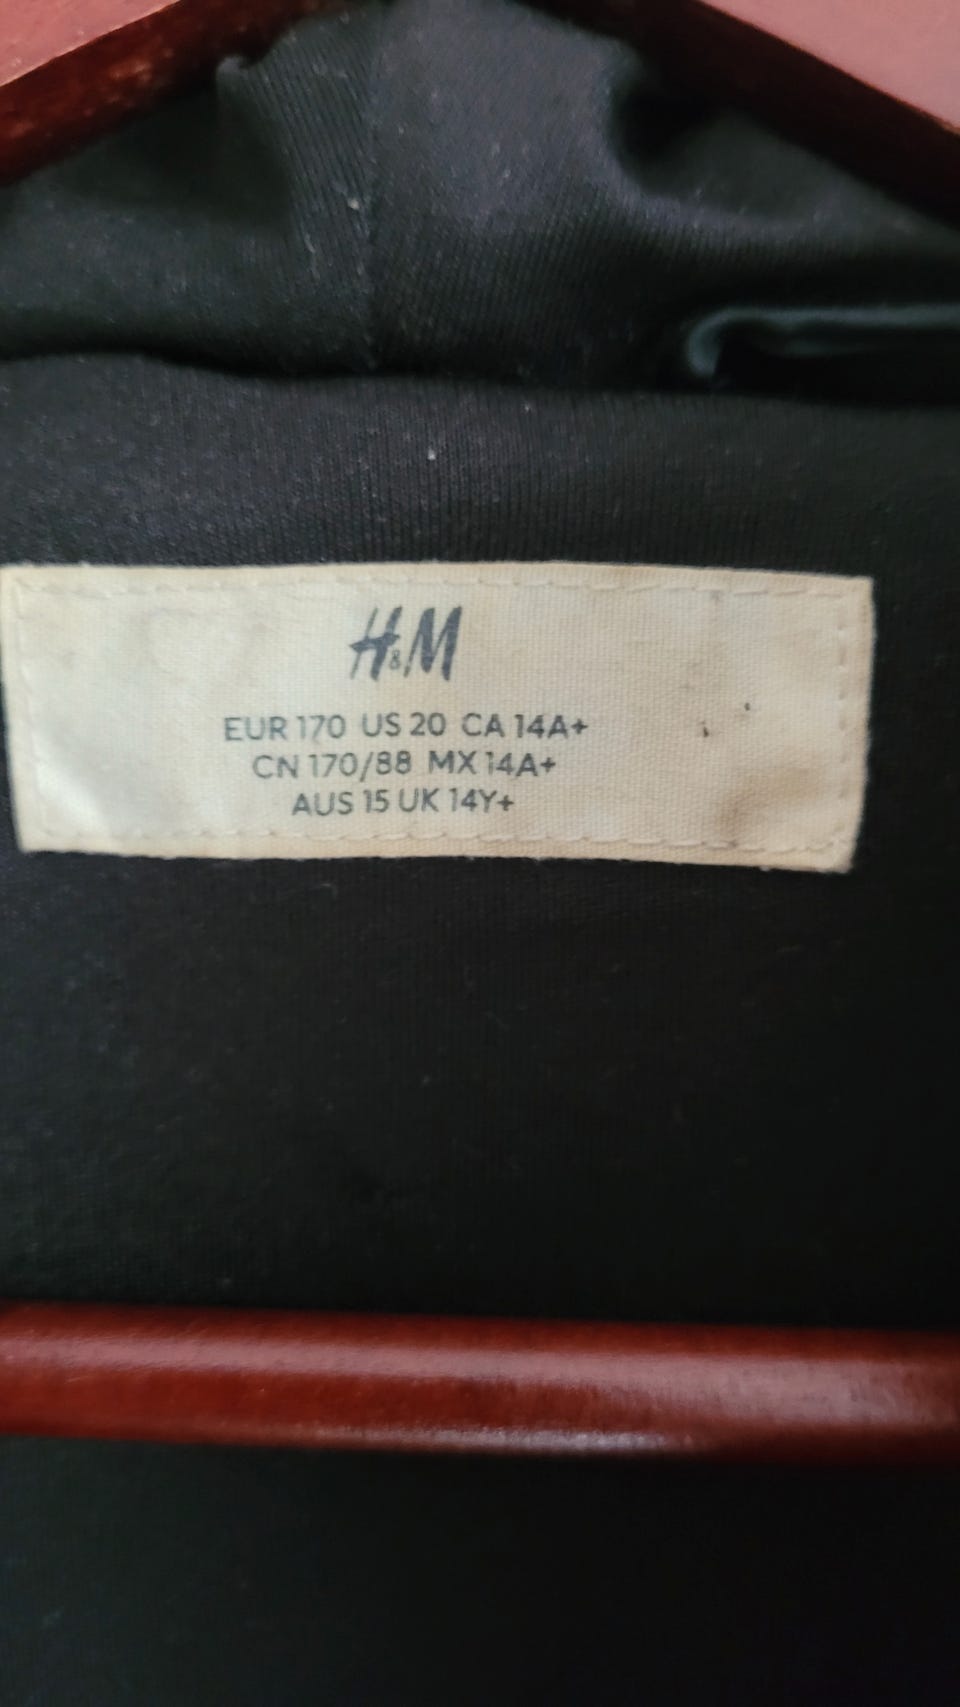 H&M
EUR 170 US 20 CA 14A+
CN 170/88 MX 14A+
AUS 15 UK 14Y+